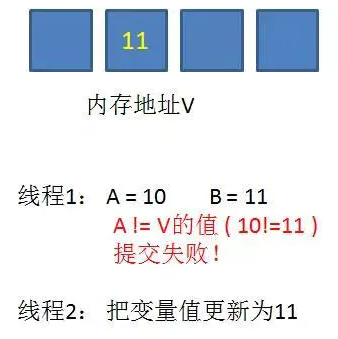 11
内存地址V
线程1： A = 10 B = 11
A != V的值 ( 10!=11 )
提交失败！
线程2： 把变量值更新为11